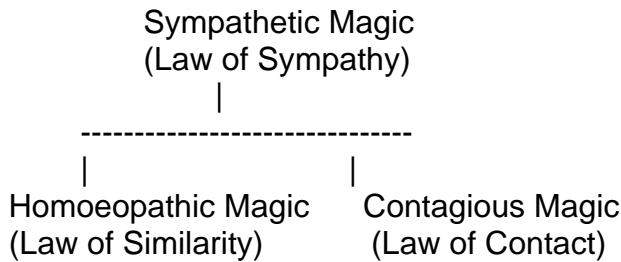 Sympathetic Magic
(Law of Sympathy)
|
-------------------------------
| |
Homoeopathic Magic Contagious Magic
(Law of Similarity) (Law of Contact)